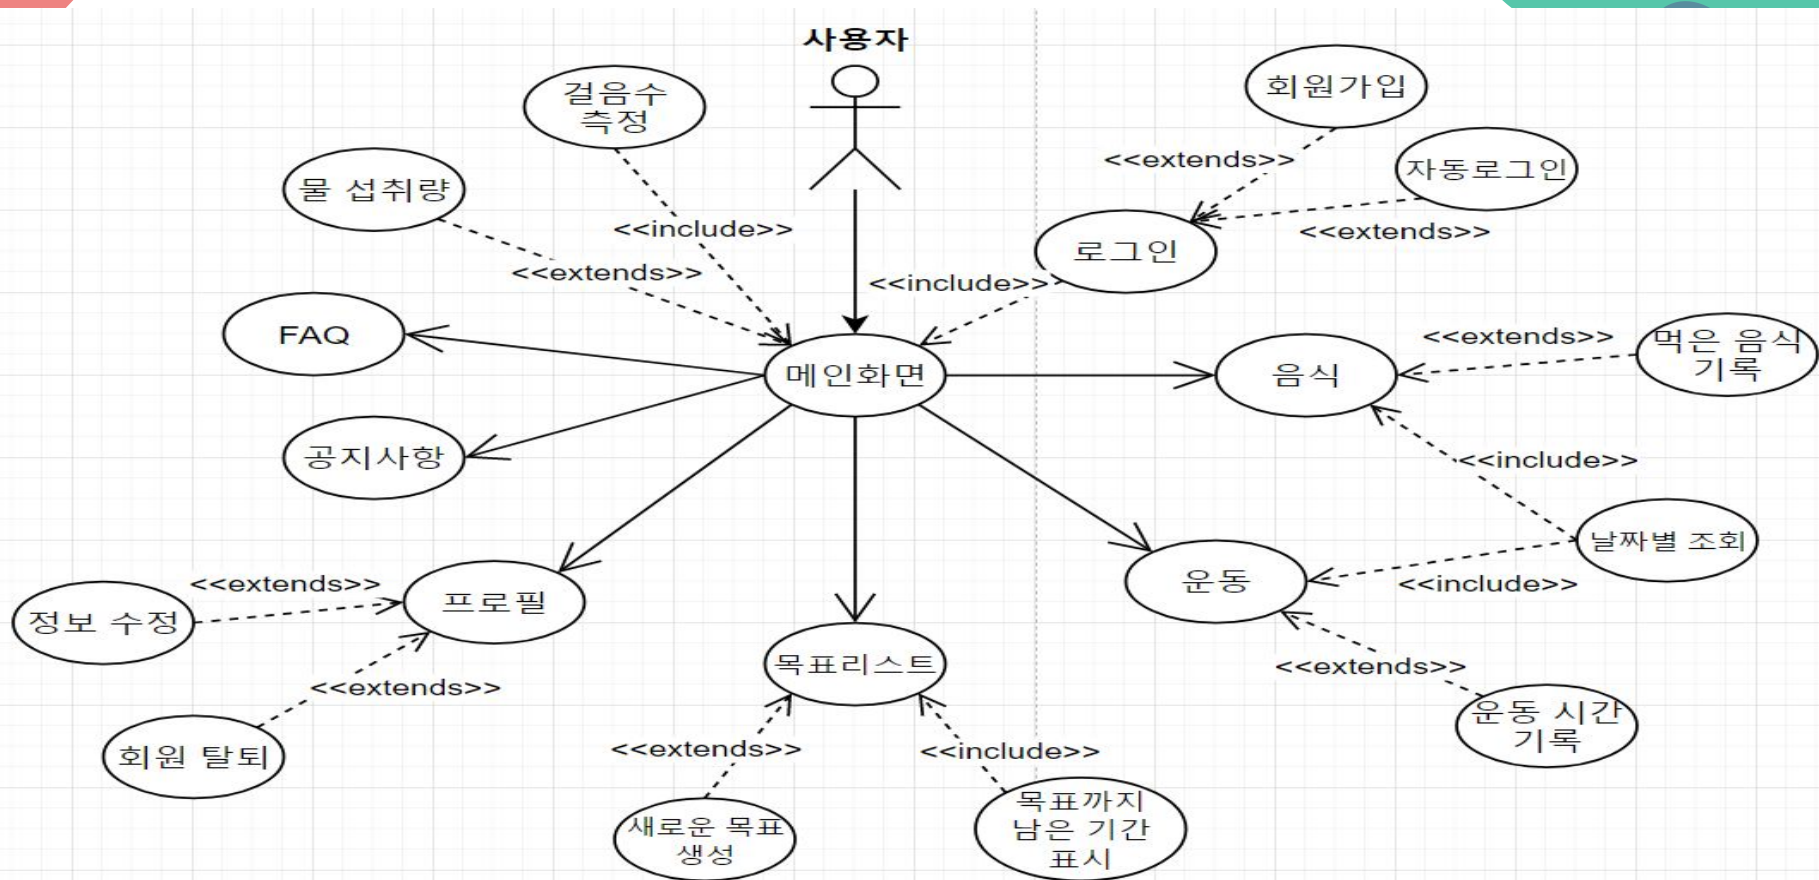 사용자
걸음수
측정
회원가입
<<extends>>
자동로그인
물 섭취량
<<include>>
<<extends>>
로그인
<<extends>>
<<include>>
FAQ
메인화면
음식
<<extends>>
먹은 음식
기록
공지사항
<<include>>
날짜별 조회
<<include>>
운동
<<extends>>
프로필
정보 수정
<<extends>>
회원 탈퇴
목표리스트
<<extends>>
운동 시간
기록
<<extends>>
<<include>>
새로운 목표
생성
목표까지
남은 기간
표시